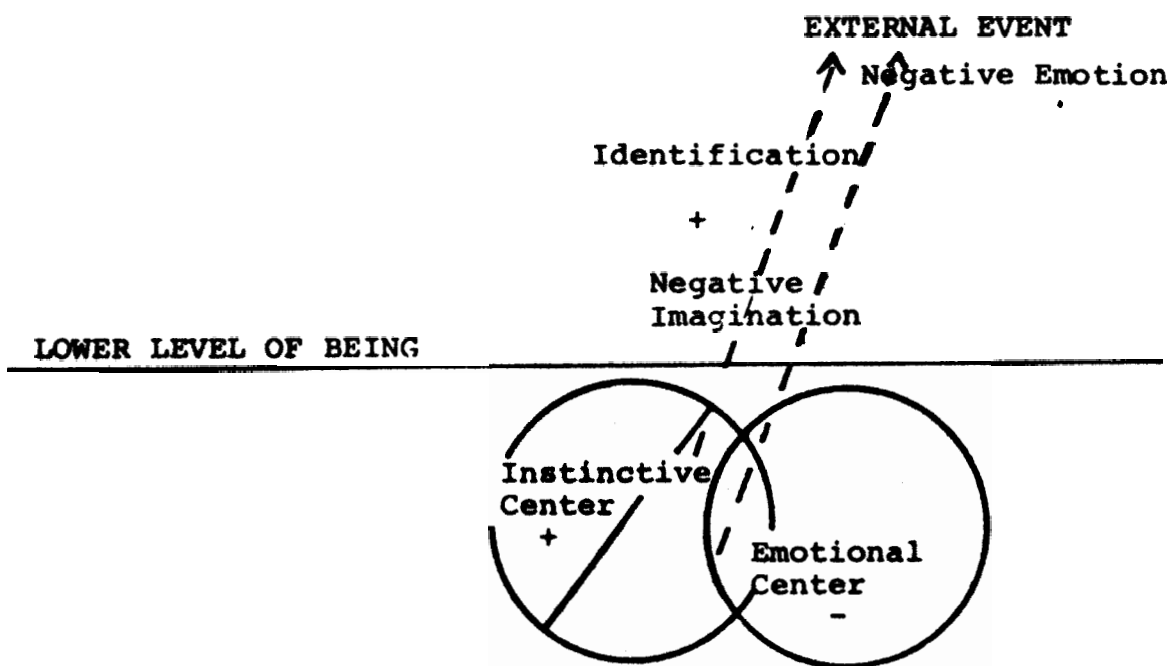 EXTERNAL EVENT
Negative Emotion
Identification
+
Negative
Imagination
LOWER LEVEL OF BEING
Instinctive
Center
+
Emotional
Center
-